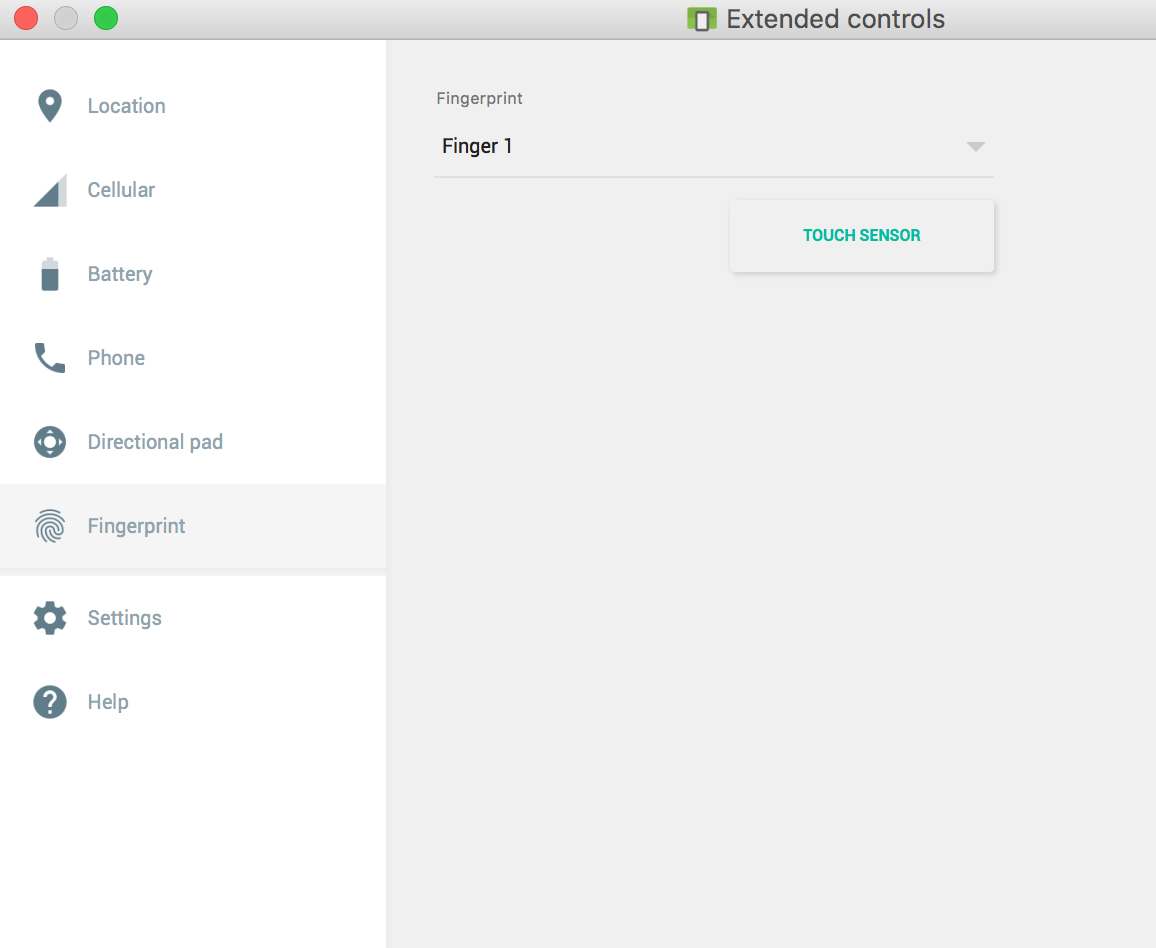 Extended controls
Location
Cellular
Battery
Phone
Directional pad
Fingerprint
Settings
Help
Fingerprint
Finger 1
TOUCH SENSOR